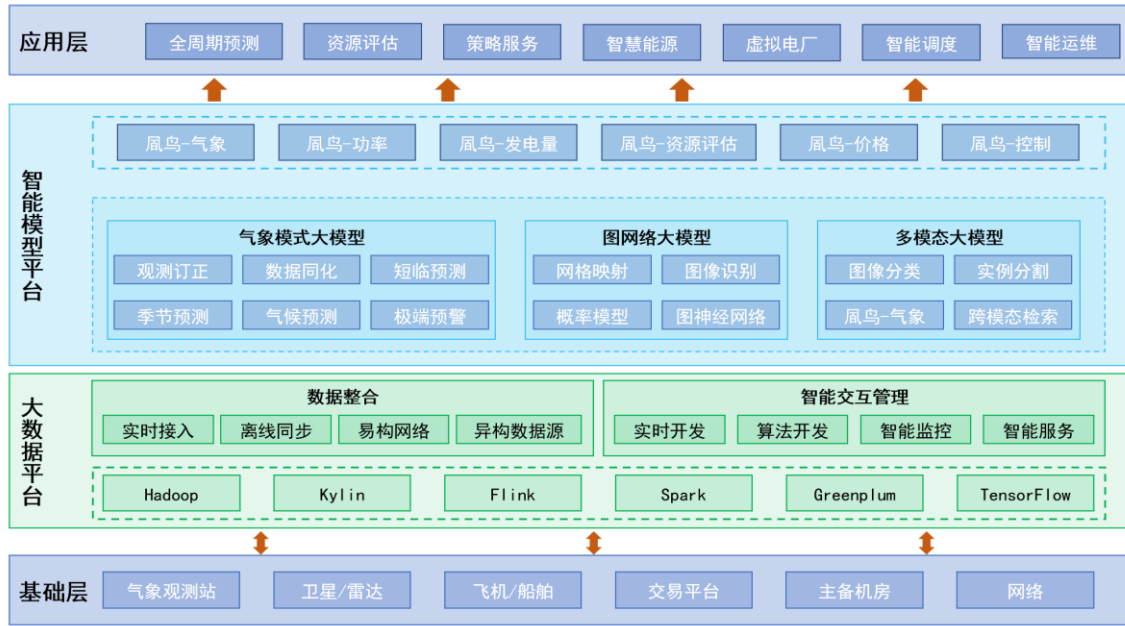 应用层
全周期预测 资源评估 策略服务 智慧能源 虚拟电厂 智能调度 智能运维
智能模型平台
凨鸟-气象 凨鸟-功率 凨鸟-发电量 凨鸟-资源评估 凨鸟-价格 凨鸟-控制
气象模式大模型 图网络大模型 多模态大模型
观测订正 数据同化 短临预测 网格映射 图像识别 图像分类 实例分割
季节预测 气候预测 极端预警 概率模型 图神经网络 凨鸟-气象 跨模态检索
大数据平台
数据整合 智能交互管理
实时接入 离线同步 易构网络 异构数据源 实时开发 算法开发 智能监控 智能服务
Hadoop Kylin Flink Spark Greenplum TensorFlow
基础层
气象观测站 卫星/雷达 飞机/船舶 交易平台 主备机房 网络